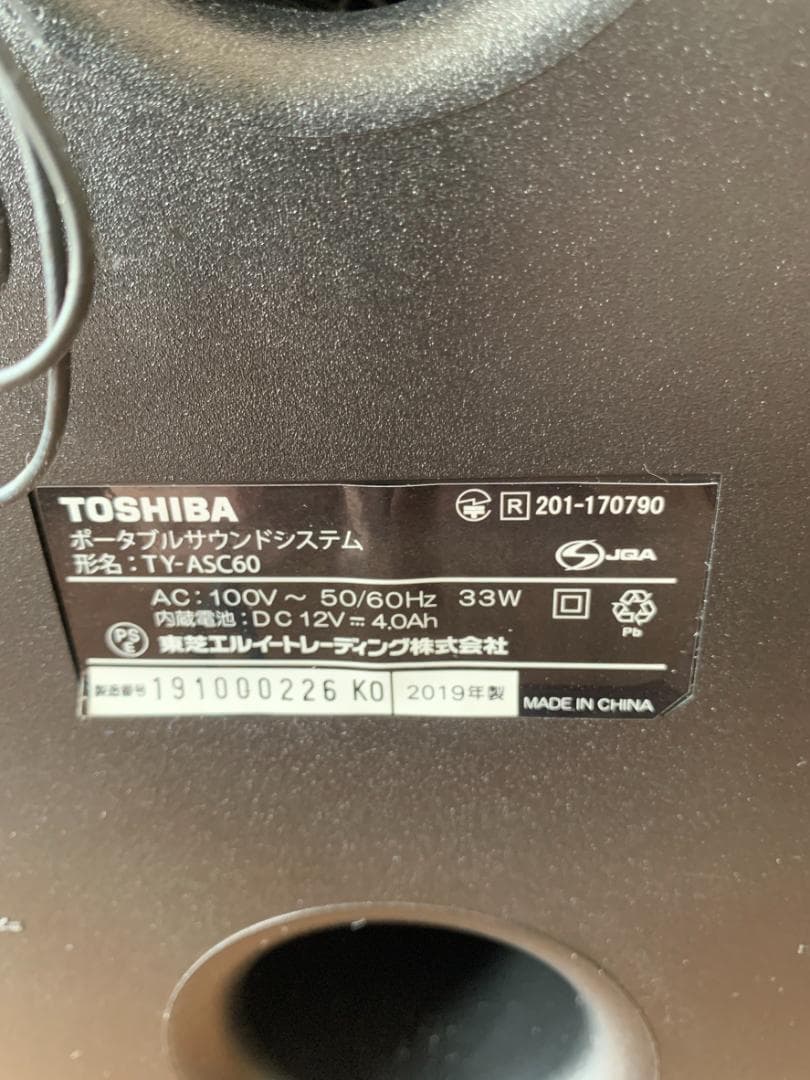 TOSHIBA
R 201-170790
ポータブルサウンドシステム
形名：TY-ASC60
JQA
AC：100V～ 50/60Hz 33W
内蔵電池：DC 12V⎓ 4.0Ah
Pb
PS E 東芝エルイートレーディング株式会社
製造番号 191000226 K0 2019年製
MADE IN CHINA